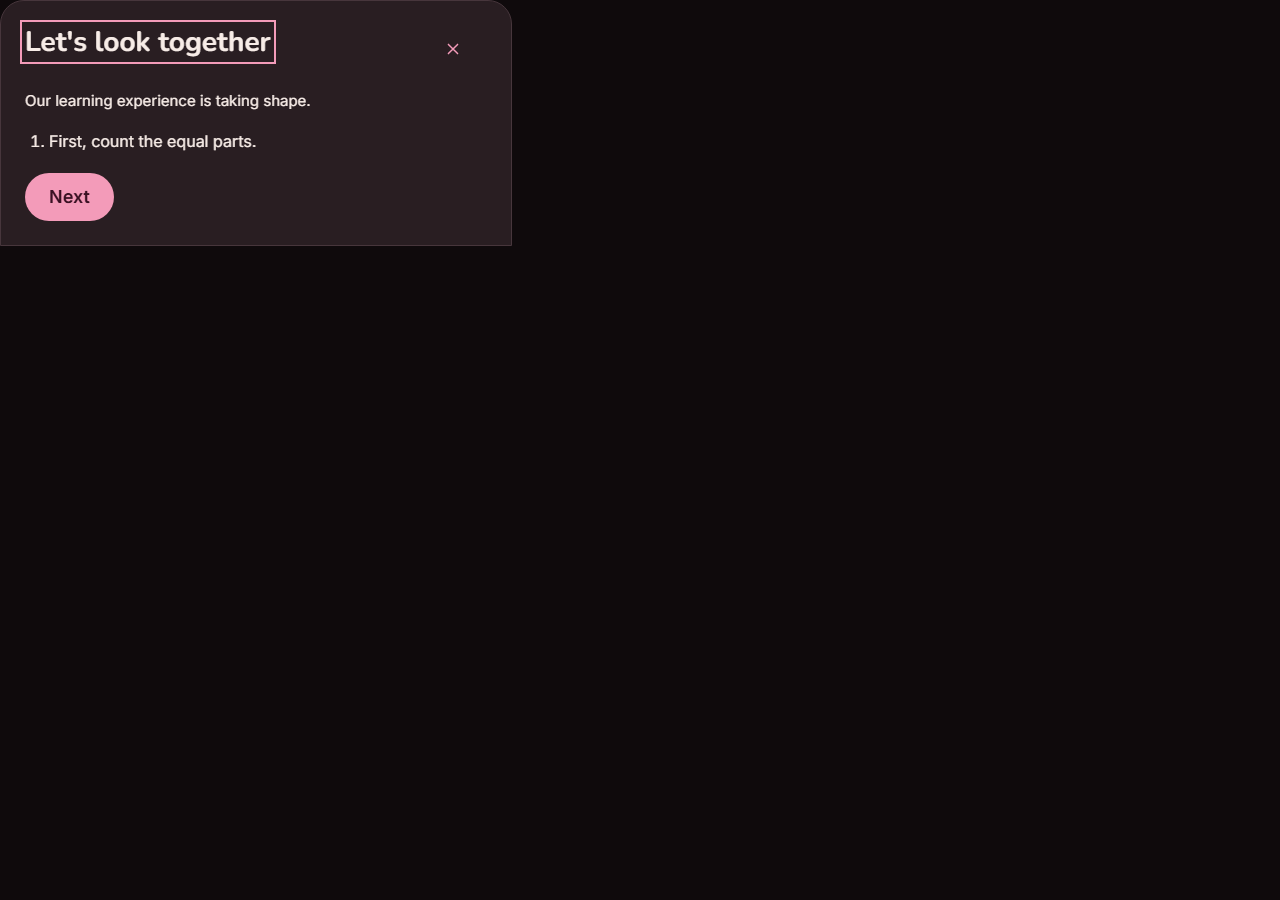 Let's look together
Our learning experience is taking shape.
1. First, count the equal parts.
Next